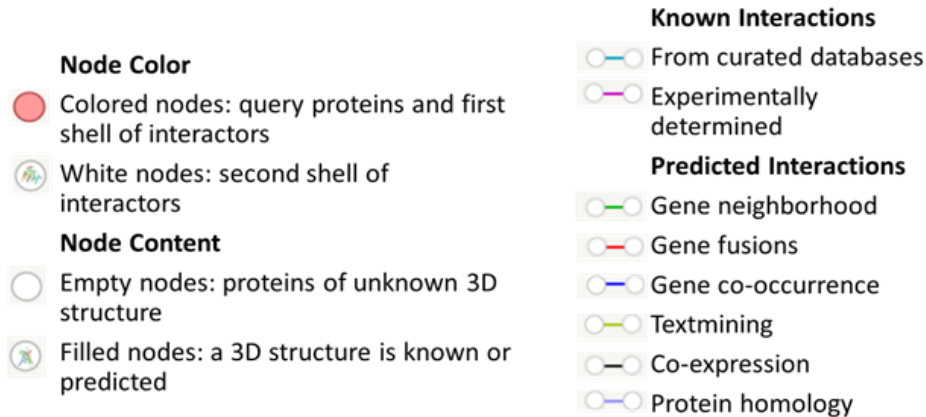 Node Color
Colored nodes: query proteins and first
shell of interactors
White nodes: second shell of
interactors
Node Content
Empty nodes: proteins of unknown 3D
structure
Filled nodes: a 3D structure is known or
predicted
Known Interactions
From curated databases
Experimentally
determined
Predicted Interactions
Gene neighborhood
Gene fusions
Gene co-occurrence
Textmining
Co-expression
Protein homology